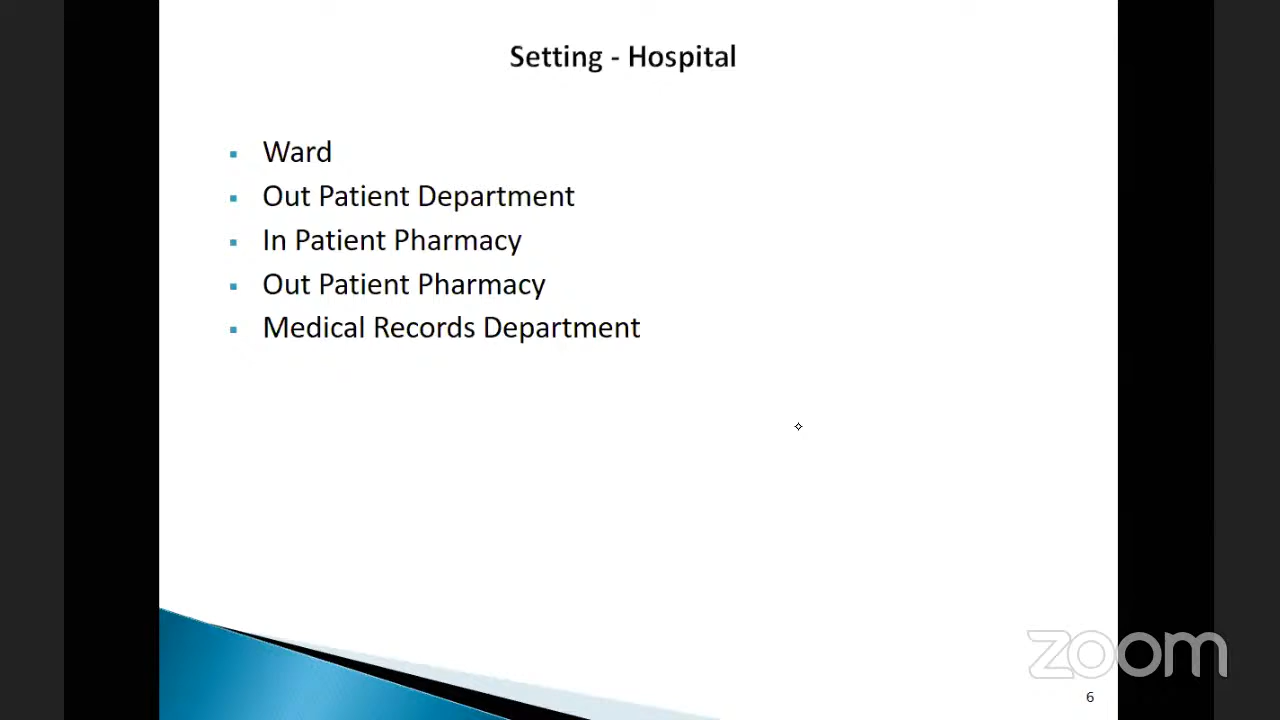 Setting - Hospital
Ward
Out Patient Department
In Patient Pharmacy
Out Patient Pharmacy
Medical Records Department
zoom
6